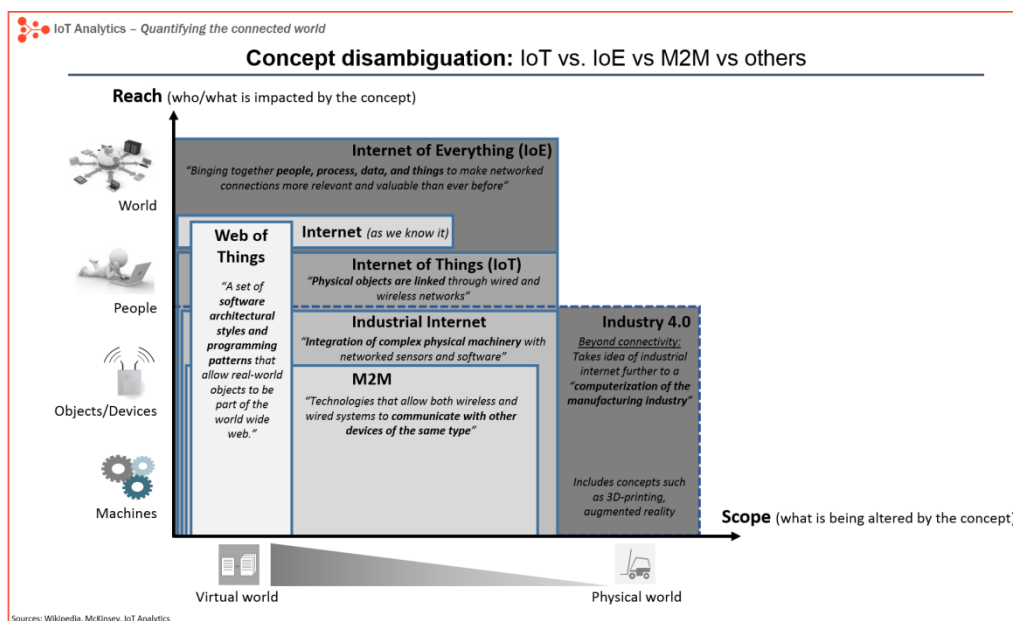 IoT Analytics – Quantifying the connected world
Concept disambiguation: IoT vs. IoE vs M2M vs others
Reach (who/what is impacted by the concept)
World
People
Objects/Devices
Machines
Internet of Everything (IoE)
“Binging together people, process, data, and things to make networked
connections more relevant and valuable than ever before”
Internet (as we know it)
Web of
Things
“A set of
software
architectural
styles and
programming
patterns that
allow real-world
objects to be
part of the
world wide
web.”
Internet of Things (IoT)
“Physical objects are linked through wired and
wireless networks”
Industrial Internet
“Integration of complex physical machinery with
networked sensors and software”
M2M
“Technologies that allow both wireless and
wired systems to communicate with other
devices of the same type”
Industry 4.0
Beyond connectivity:
Takes idea of industrial
internet further to a
“computerization of the
manufacturing industry”
Includes concepts such
as 3D-printing,
augmented reality
Scope (what is being altered by the concept)
Virtual world
Physical world
Sources: Wikipedia, McKinsey, IoT Analytics